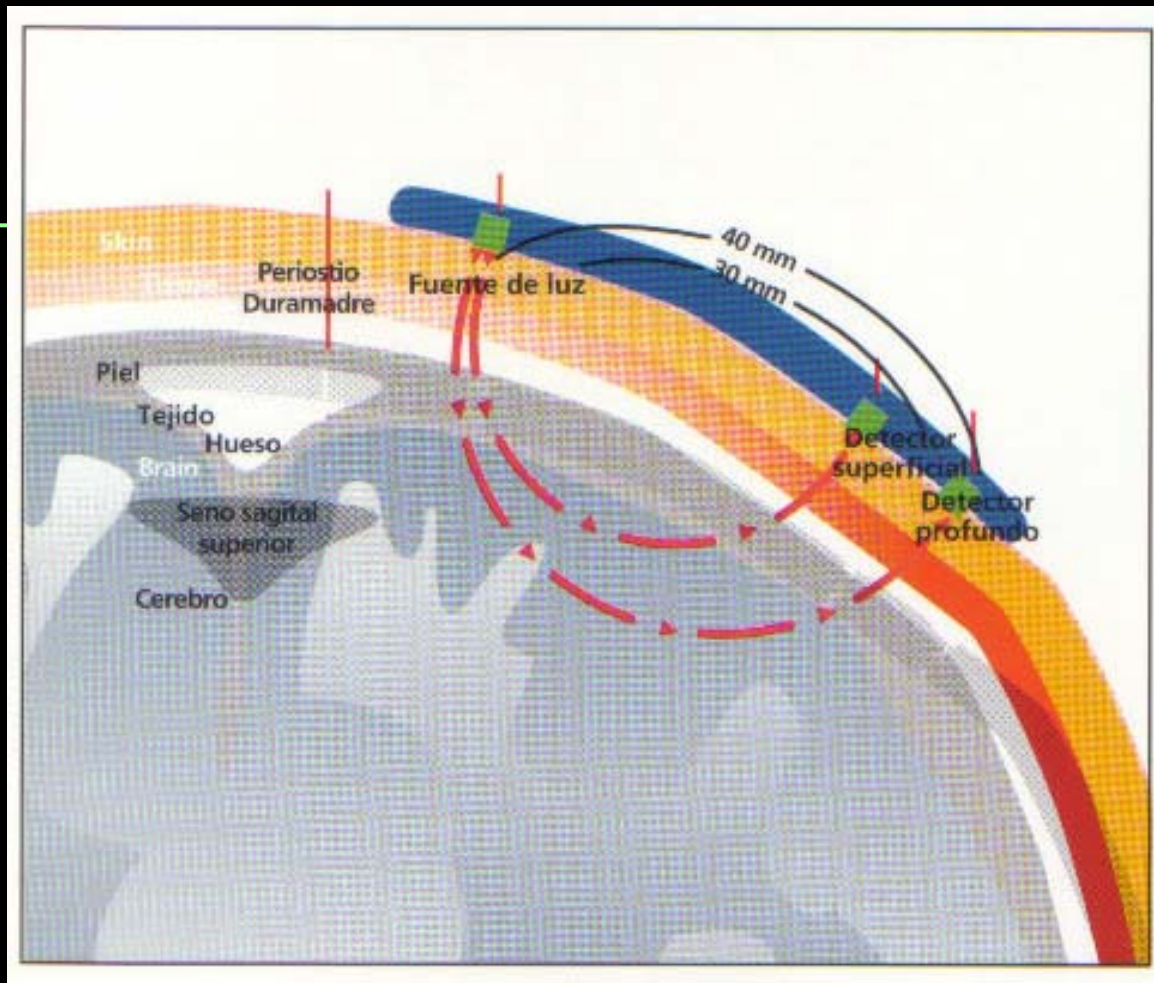 Skin
Periostio
Duramadre
Fuente de luz
40 mm
30 mm
Piel
Tejido
Hueso
Brain
Seno sagital
superior
Cerebro
Detector
superficial
Detector
profundo